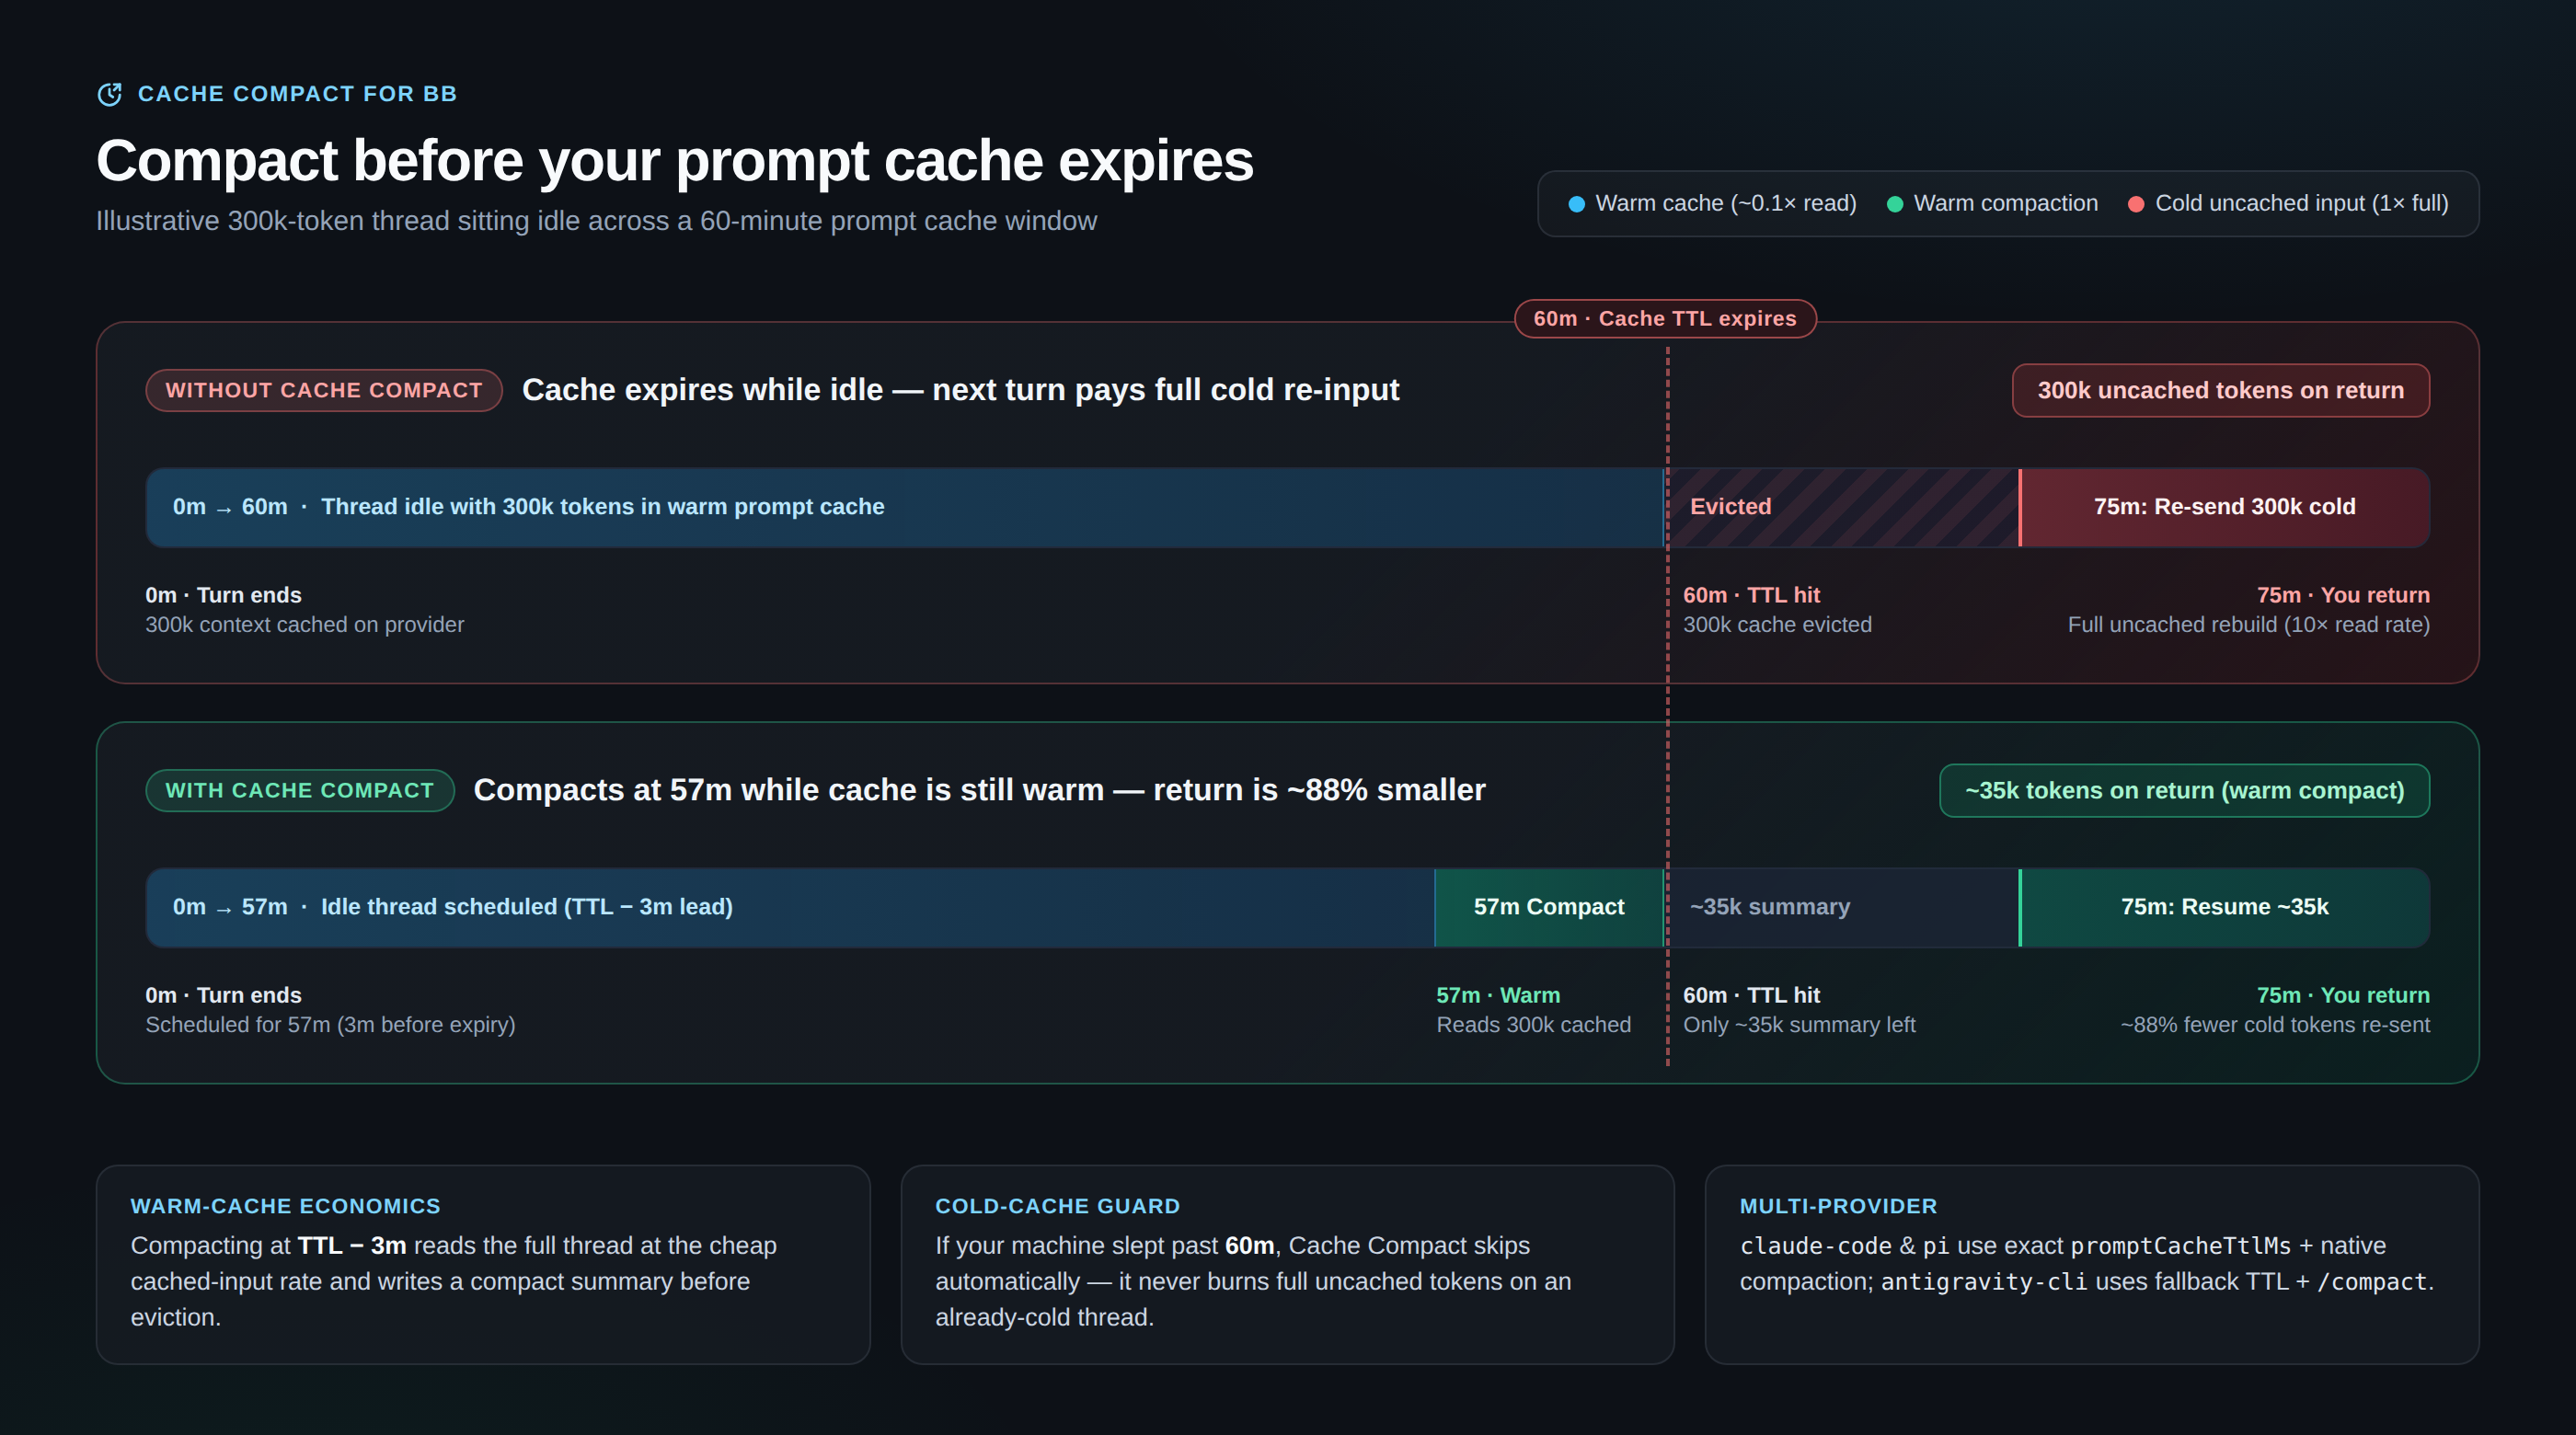 CACHE COMPACT FOR BB
Compact before your prompt cache expires
Illustrative 300k-token thread sitting idle across a 60-minute prompt cache window
Warm cache (~0.1× read)
Warm compaction
Cold uncached input (1× full)
60m · Cache TTL expires
WITHOUT CACHE COMPACT
Cache expires while idle — next turn pays full cold re-input
300k uncached tokens on return
0m → 60m · Thread idle with 300k tokens in warm prompt cache
Evicted
75m: Re-send 300k cold
0m · Turn ends
300k context cached on provider
60m · TTL hit
300k cache evicted
75m · You return
Full uncached rebuild (10× read rate)
WITH CACHE COMPACT
Compacts at 57m while cache is still warm — return is ~88% smaller
~35k tokens on return (warm compact)
0m → 57m · Idle thread scheduled (TTL − 3m lead)
57m Compact
~35k summary
75m: Resume ~35k
0m · Turn ends
Scheduled for 57m (3m before expiry)
57m · Warm
Reads 300k cached
60m · TTL hit
Only ~35k summary left
75m · You return
~88% fewer cold tokens re-sent
WARM-CACHE ECONOMICS
Compacting at TTL − 3m reads the full thread at the cheap
cached-input rate and writes a compact summary before
eviction.
COLD-CACHE GUARD
If your machine slept past 60m, Cache Compact skips
automatically — it never burns full uncached tokens on an
already-cold thread.
MULTI-PROVIDER
claude-code & pi use exact promptCacheTtlMs + native
compaction; antigravity-cli uses fallback TTL + /compact.